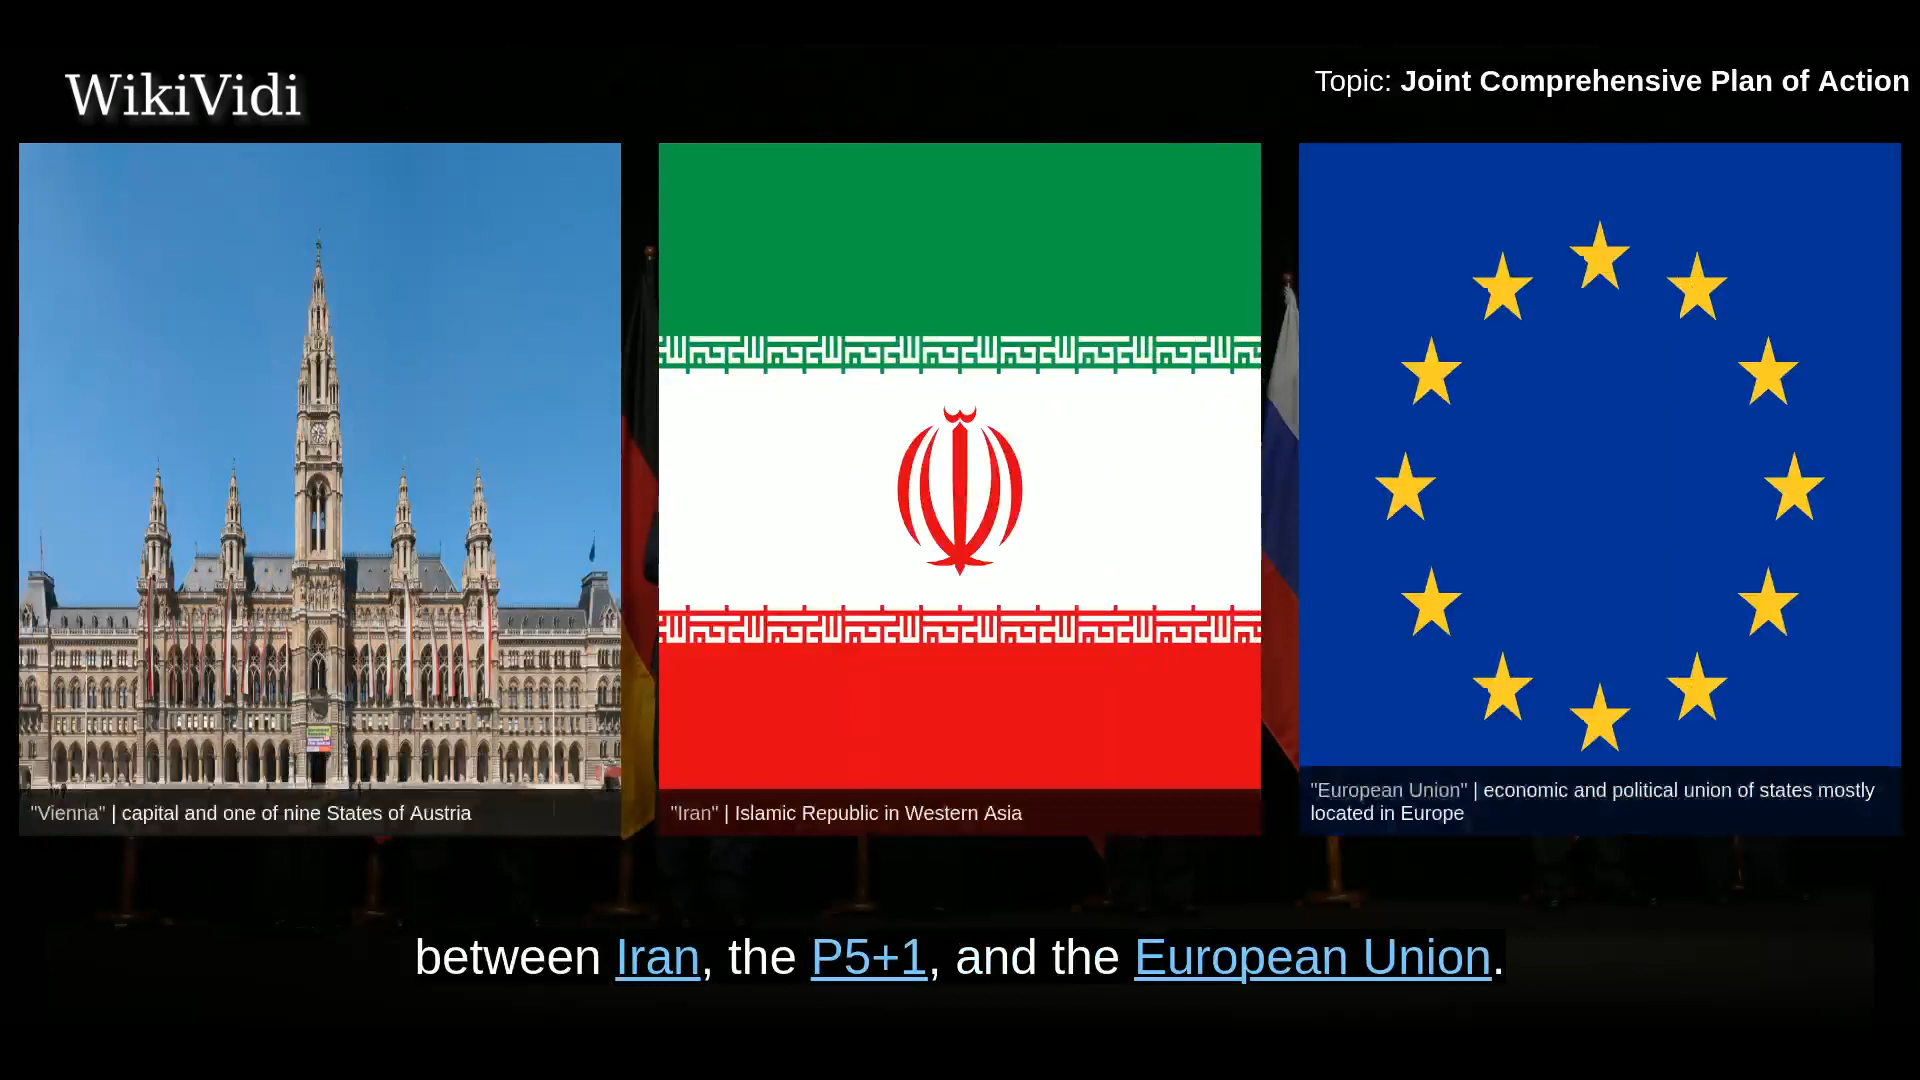 WikiVidi
Topic: Joint Comprehensive Plan of Action
"Vienna" | capital and one of nine States of Austria
"Iran" | Islamic Republic in Western Asia
"European Union" | economic and political union of states mostly
located in Europe
between Iran, the P5+1, and the European Union.